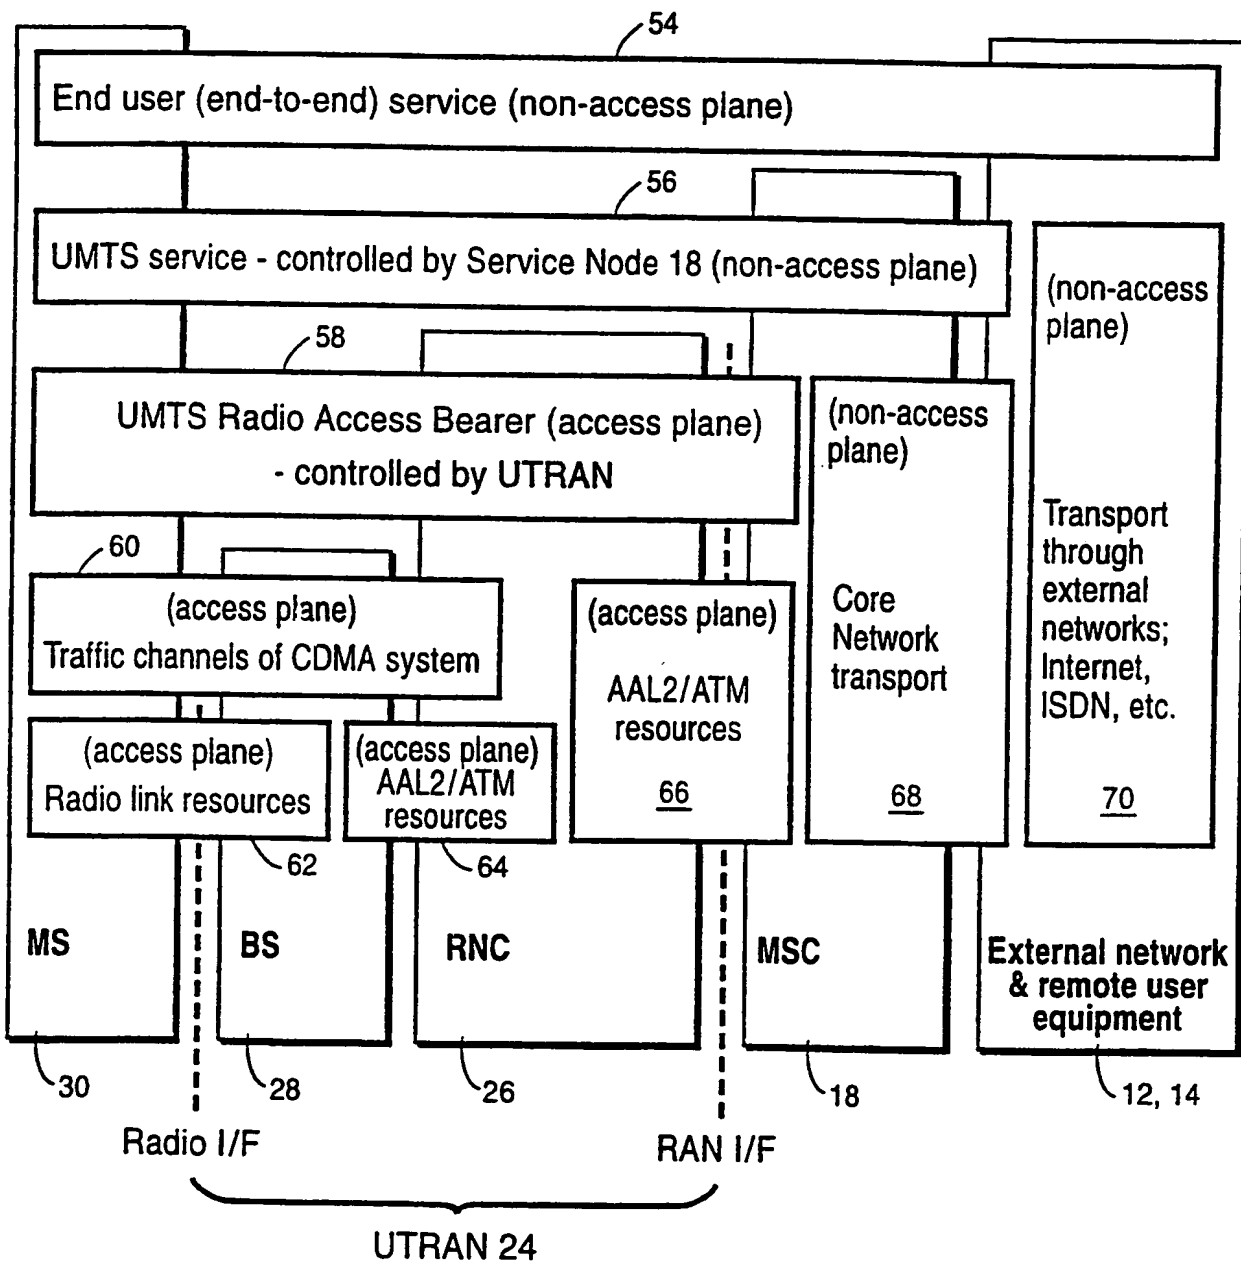 54
End user (end-to-end) service (non-access plane)
56
UMTS service - controlled by Service Node 18 (non-access plane)
(non-access
plane)
Transport
through
external
networks;
Internet,
ISDN, etc.
70
58
UMTS Radio Access Bearer (access plane)
- controlled by UTRAN
(non-access
plane)
Core
Network
transport
68
60
(access plane)
Traffic channels of CDMA system
(access plane)
AAL2/ATM
resources
66
(access plane)
Radio link resources
62
(access plane)
AAL2/ATM
resources
64
MS
BS
RNC
MSC
External network
& remote user
equipment
30
28
26
18
12, 14
Radio I/F
RAN I/F
UTRAN 24